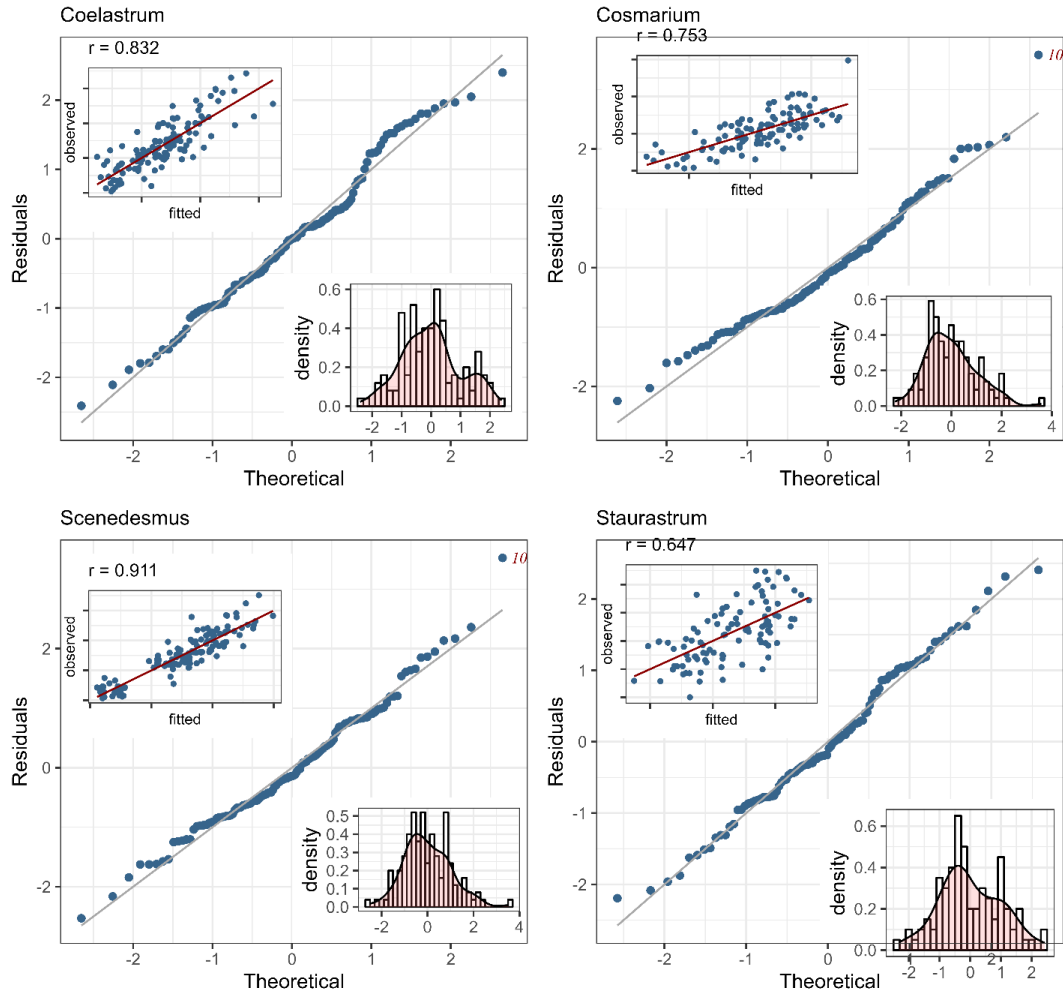 Coelastrum
r = 0.832
observed
fitted
Residuals
2
1
0
-1
-2
density
0.6
0.4
0.2
0.0
-2
-1
0
1
2
-2
-1
0
1
2
Theoretical
Cosmarium
r = 0.753
10
observed
fitted
Residuals
2
0
-2
density
0.6
0.4
0.2
0.0
-2
0
2
4
-2
-1
0
1
2
Theoretical
Scenedesmus
r = 0.911
10
observed
fitted
Residuals
2
0
-2
density
0.5
0.4
0.3
0.2
0.1
0.0
-2
0
2
4
-2
-1
0
1
2
Theoretical
Staurastrum
r = 0.647
observed
fitted
Residuals
2
1
0
-1
-2
density
0.6
0.4
0.2
0.0
-2
-1
0
1
2
-2
-1
0
1
2
Theoretical